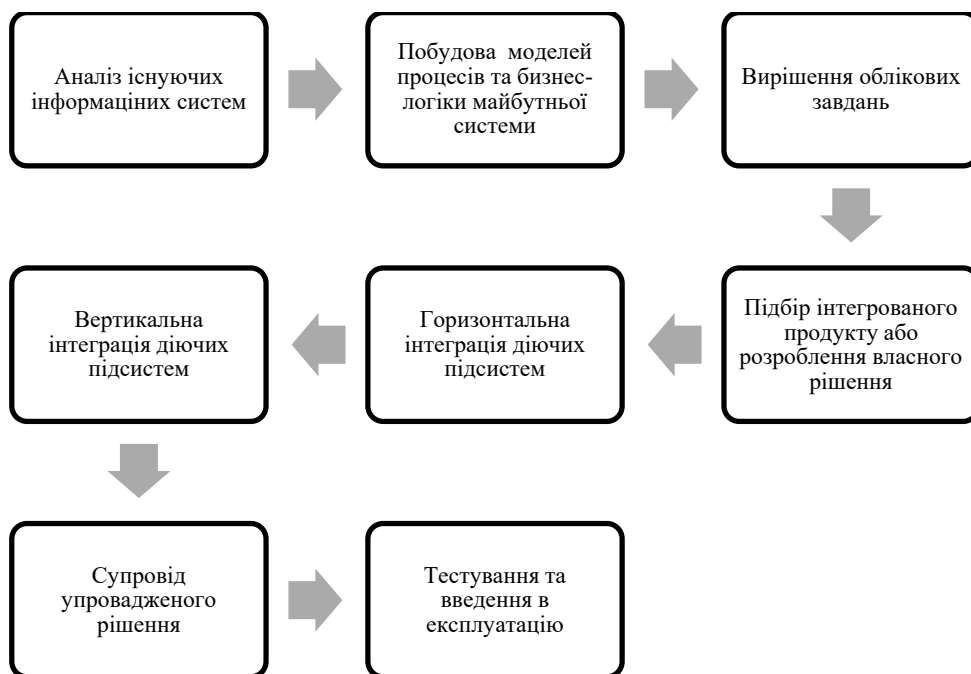 Аналіз існуючих
інформаціних систем
Побудова моделей
процесів та бизнес-
логіки майбутньої
системи
Вирішення облікових
завдань
Підбір інтегрованого
продукту або
розроблення власного
рішення
Горизонтальна
інтеграція діючих
підсистем
Вертикальна
інтеграція діючих
підсистем
Супровід
упровадженого
рішення
Тестування та
введення в
експлуатацію